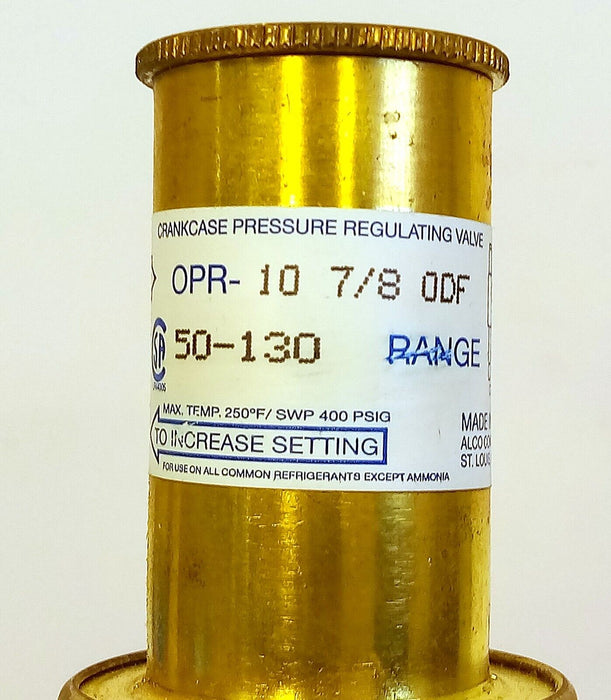 CRANKCASE PRESSURE REGULATING VALVE
OPR- 10 7/8 ODF
50-130 RANGE
MAX. TEMP. 250°F/ SWP 400 PSIG
TO INCREASE SETTING
MADE
ALCO
ST. LOUIS
FOR USE ON ALL COMMON REFRIGERANTS EXCEPT AMMONIA